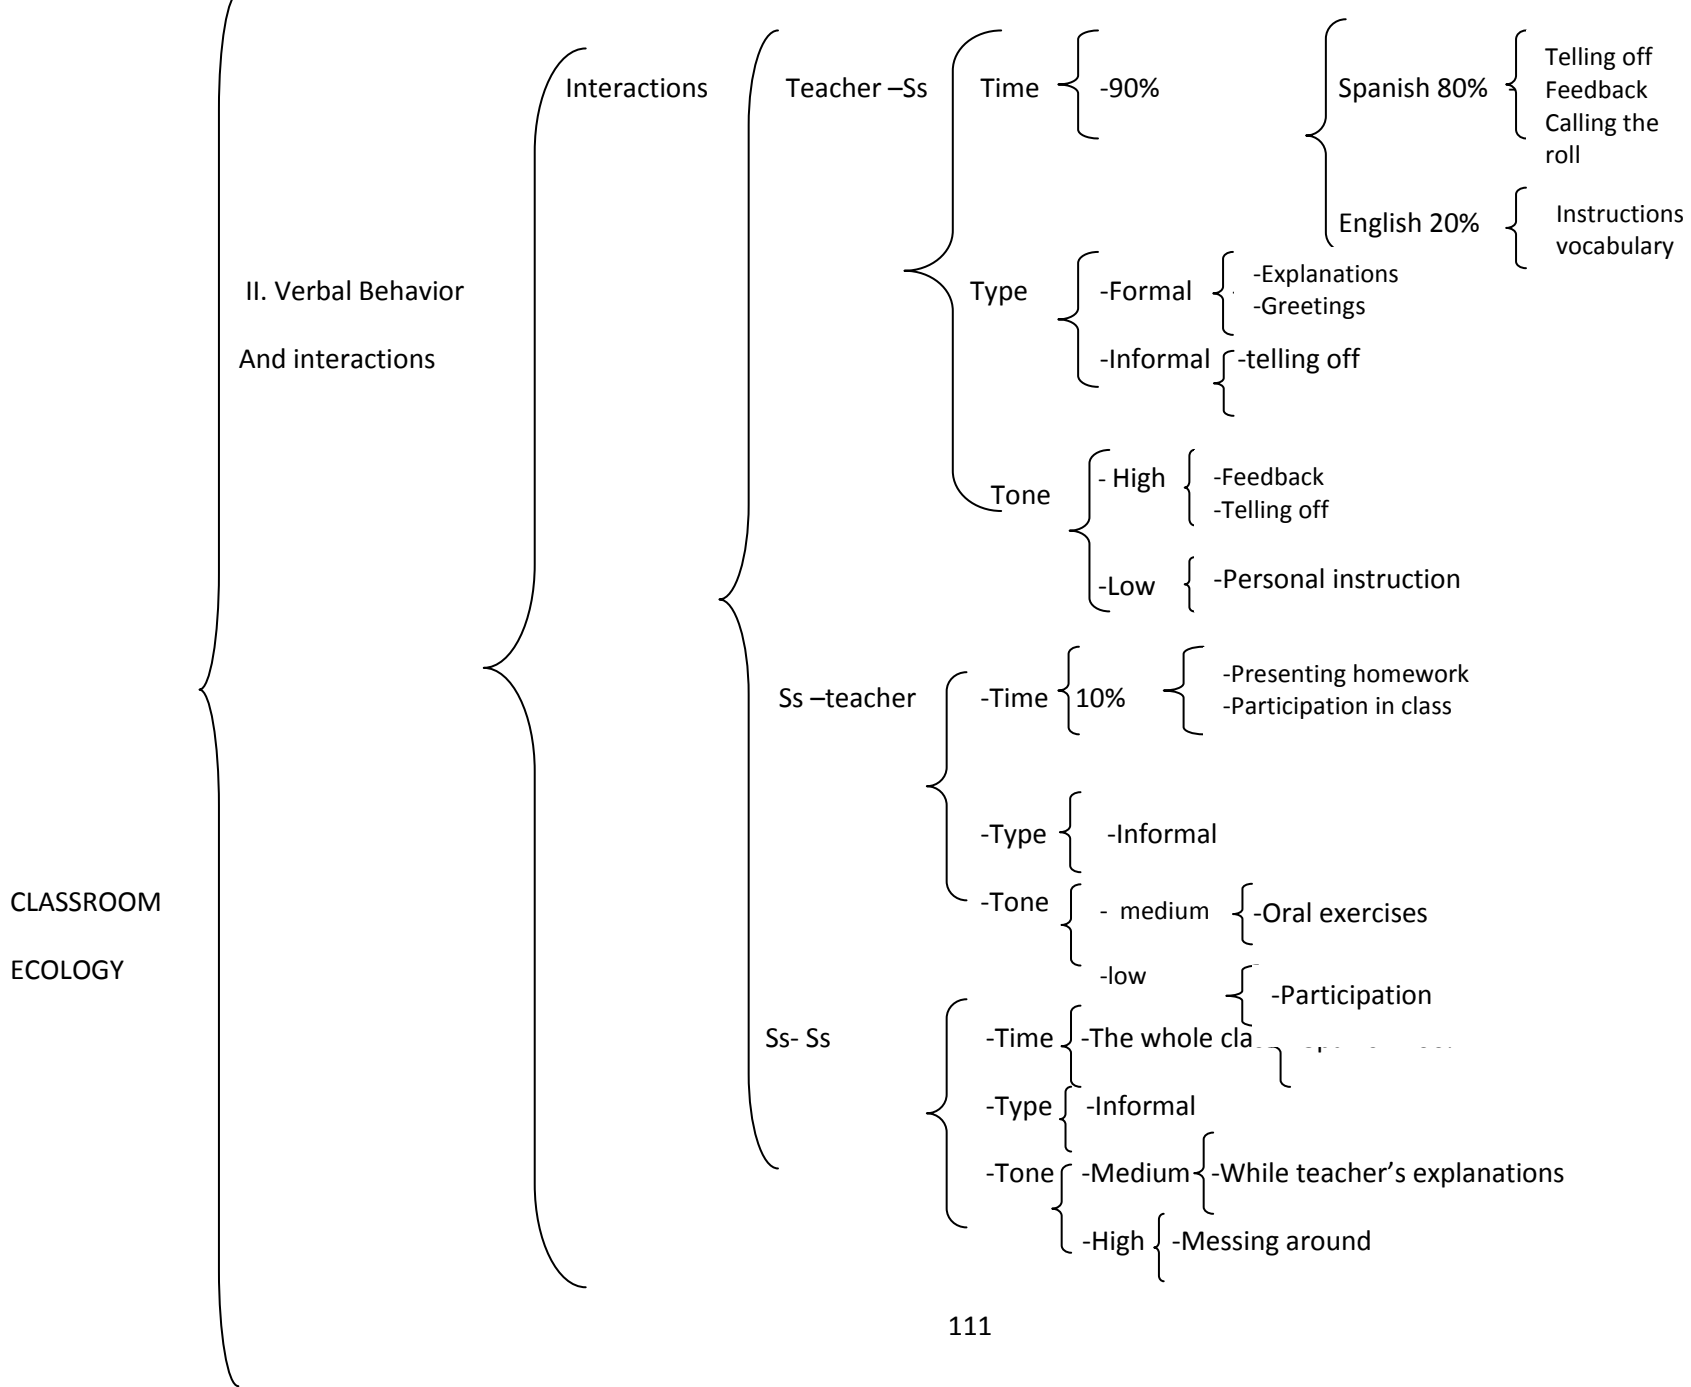 Interactions
Teacher –Ss
Time
-90%
Spanish 80%
Telling off
Feedback
Calling the
roll
English 20%
Instructions
vocabulary
II. Verbal Behavior
And interactions
Type
-Formal
-Explanations
-Greetings
-Informal
-telling off
Tone
- High
-Feedback
-Telling off
-Low
-Personal instruction
Ss –teacher
-Time
10%
-Presenting homework
-Participation in class
-Type
-Informal
-Tone
- medium
-Oral exercises
-low
-Participation
CLASSROOM
ECOLOGY
Ss- Ss
-Time
-The whole
-Type
-Informal
-Tone
-Medium
-While teacher’s explanations
-High
-Messing around
111